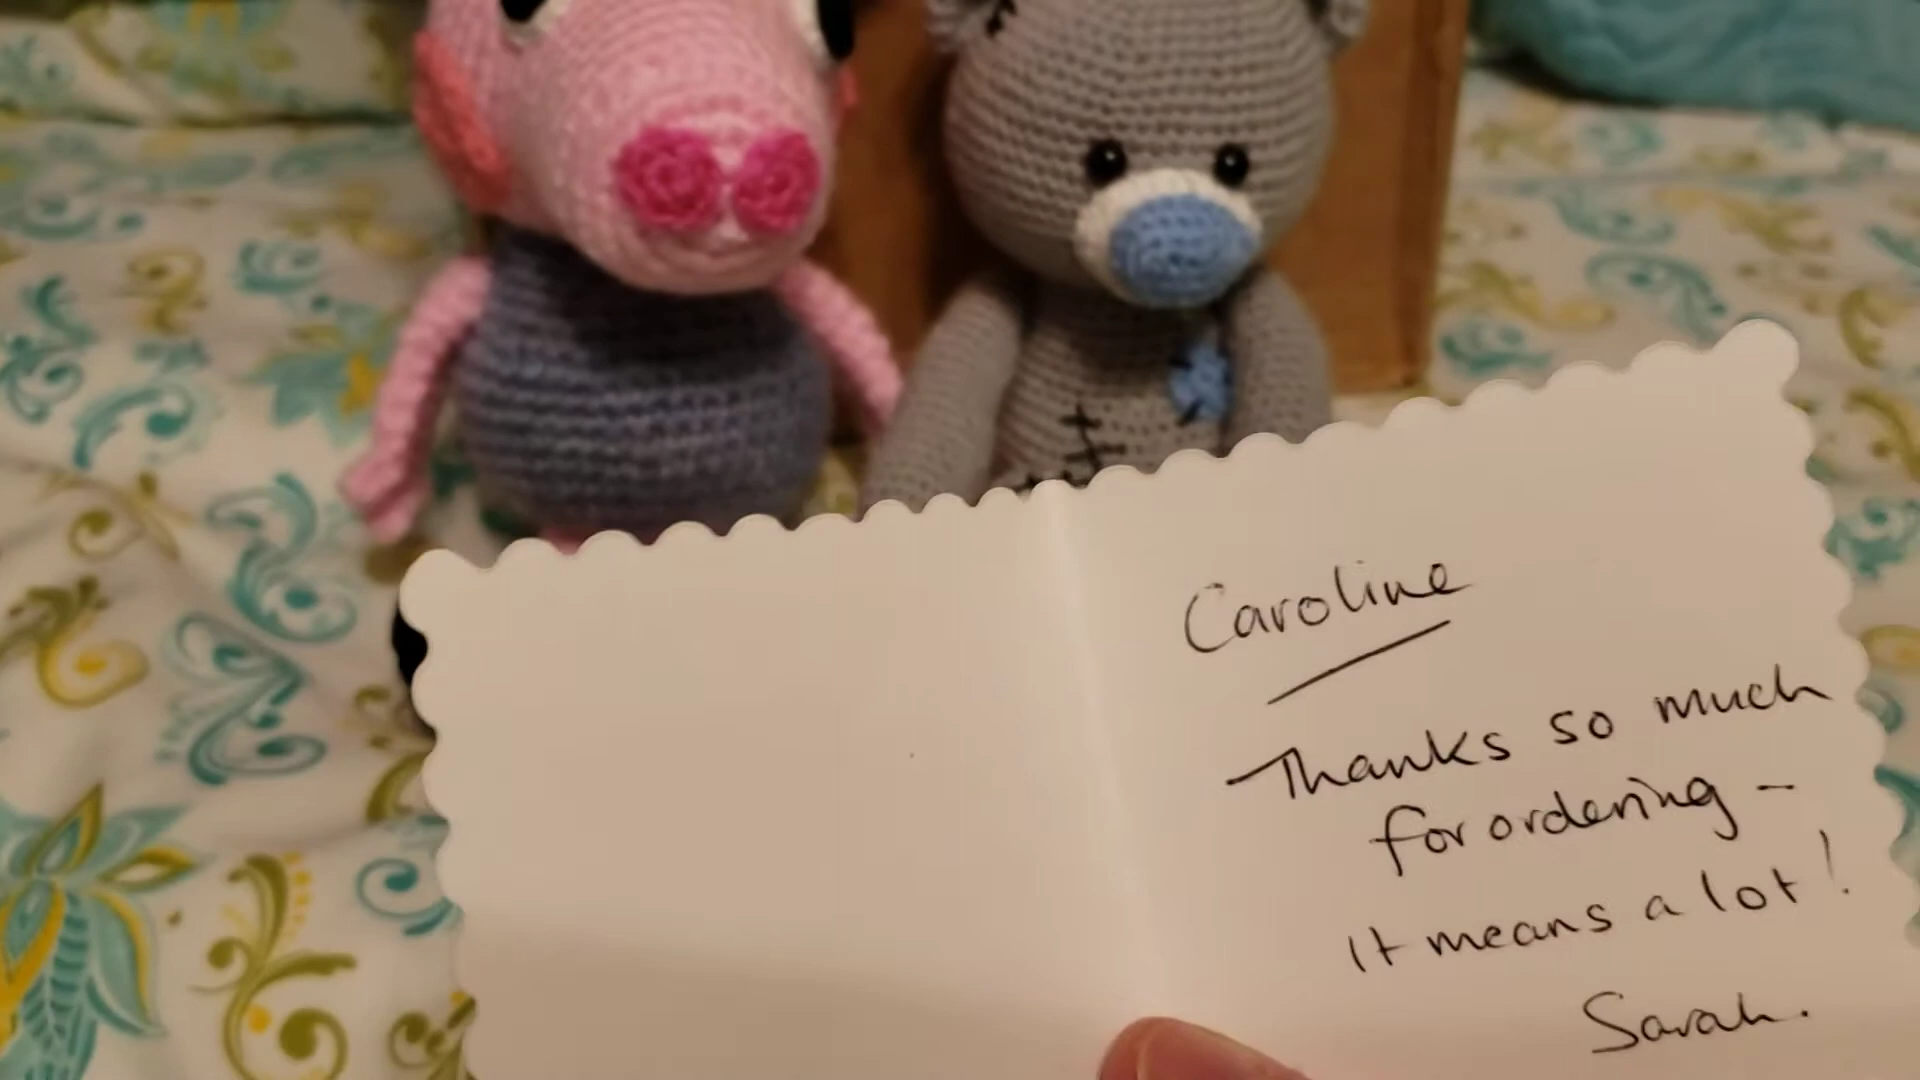 Caroline
Thanks so much
for ordering -
it means a lot!
Sarah.